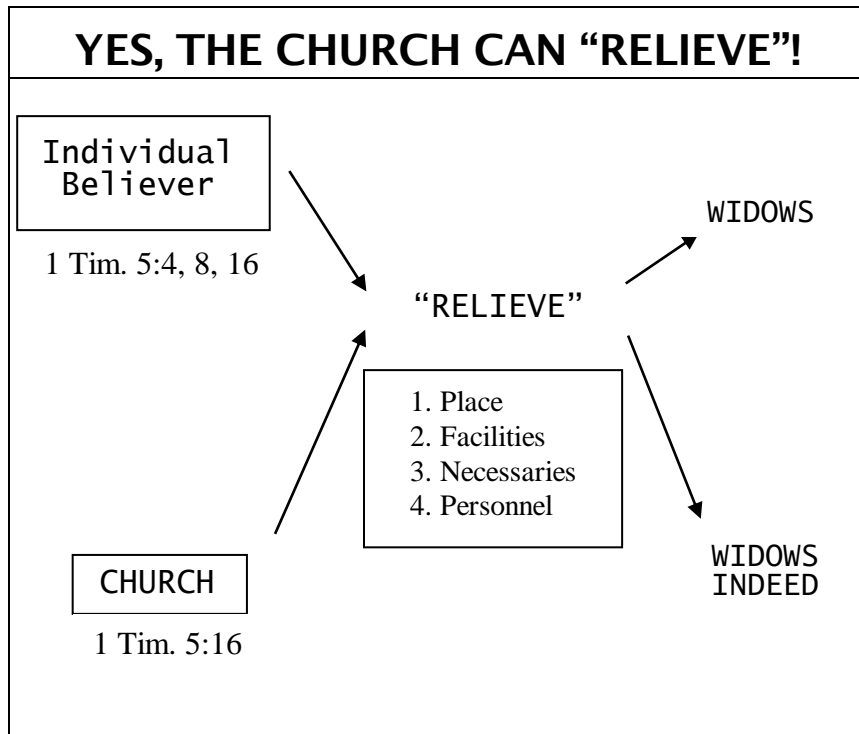 YES, THE CHURCH CAN “RELIEVE”!
Individual
Believer
1 Tim. 5:4, 8, 16
WIDOWS
“RELIEVE”
1. Place
2. Facilities
3. Necessaries
4. Personnel
CHURCH
1 Tim. 5:16
WIDOWS
INDEED